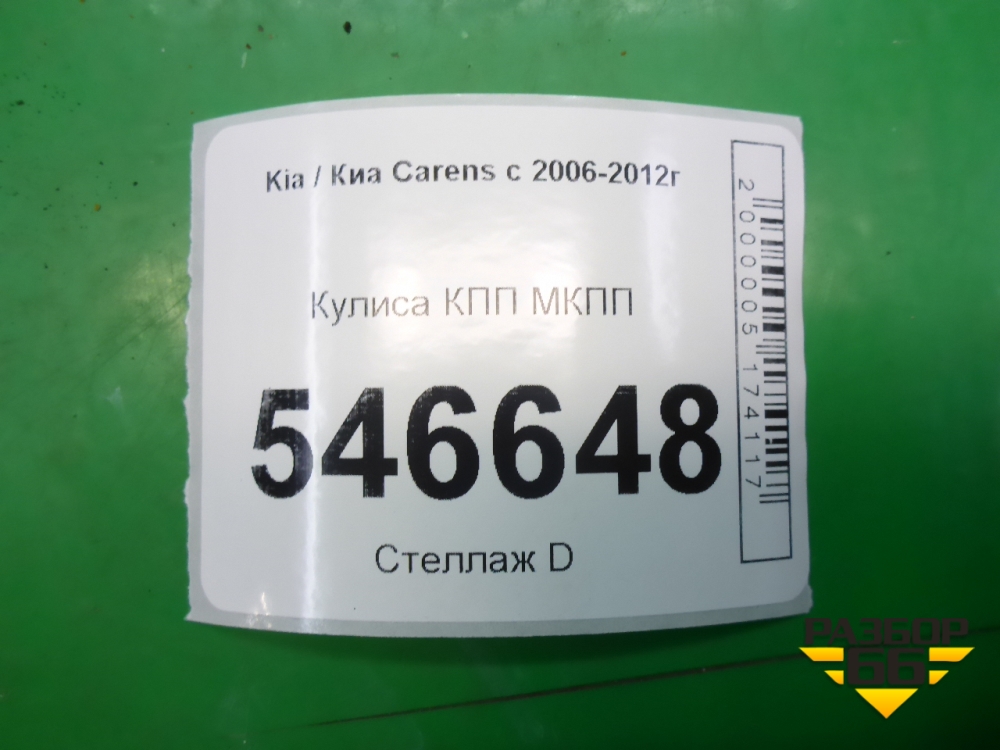 Kia / Киа Carens с 2006-2012г
Кулиса КПП МКПП
546648
Стеллаж D
2000005174117
РАЗБОР
66